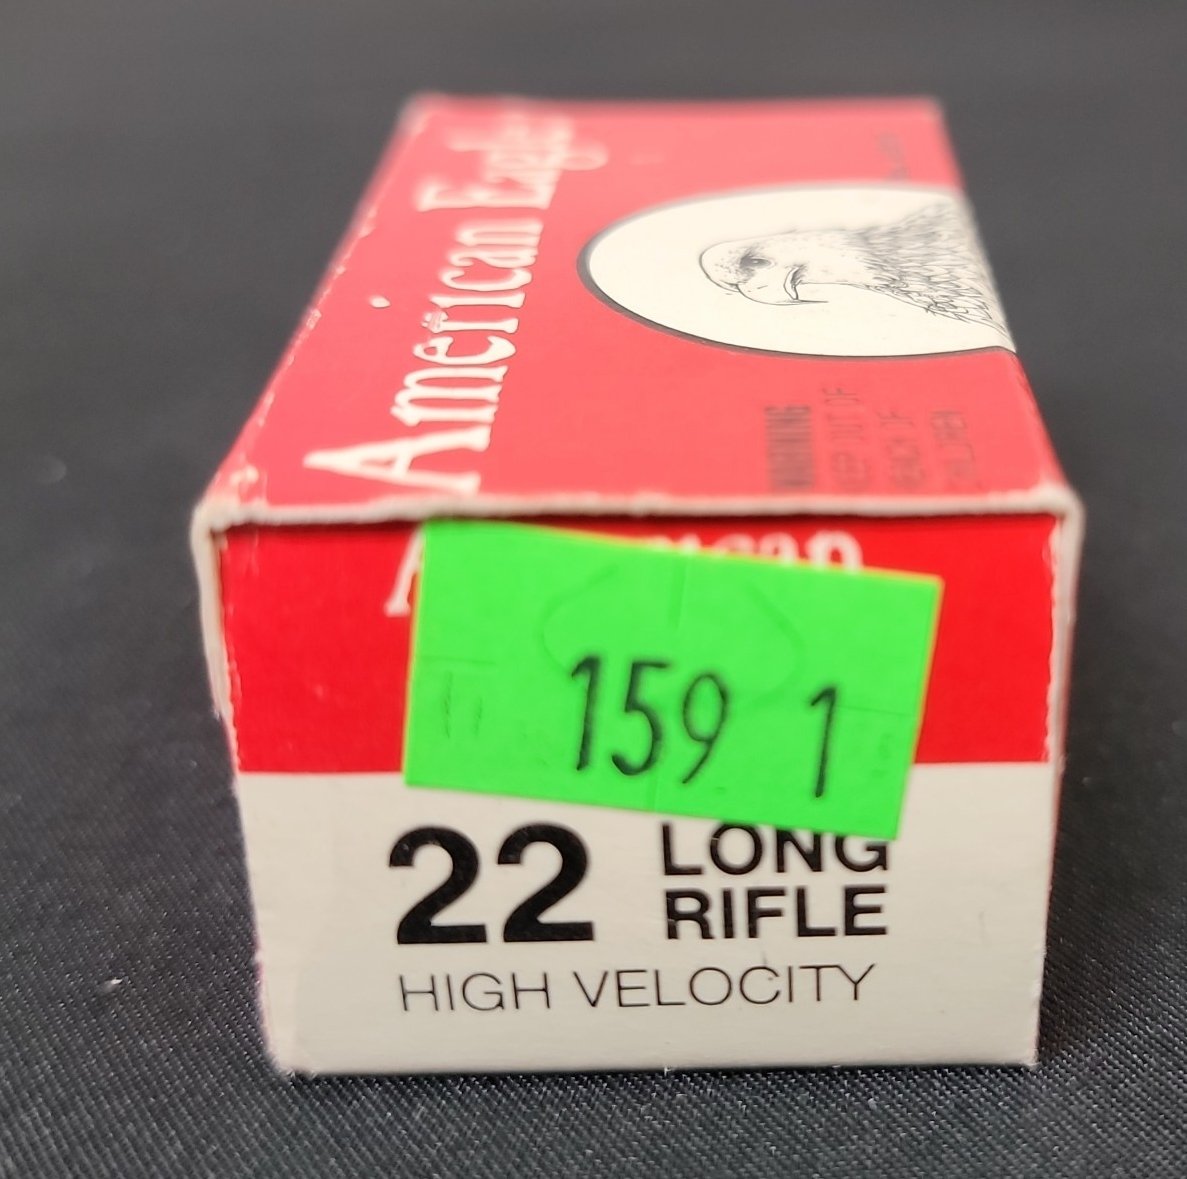 American Eagle
WARNING
KEEP OUT OF
REACH OF
CHILDREN
159 1
22 LONG
RIFLE
HIGH VELOCITY